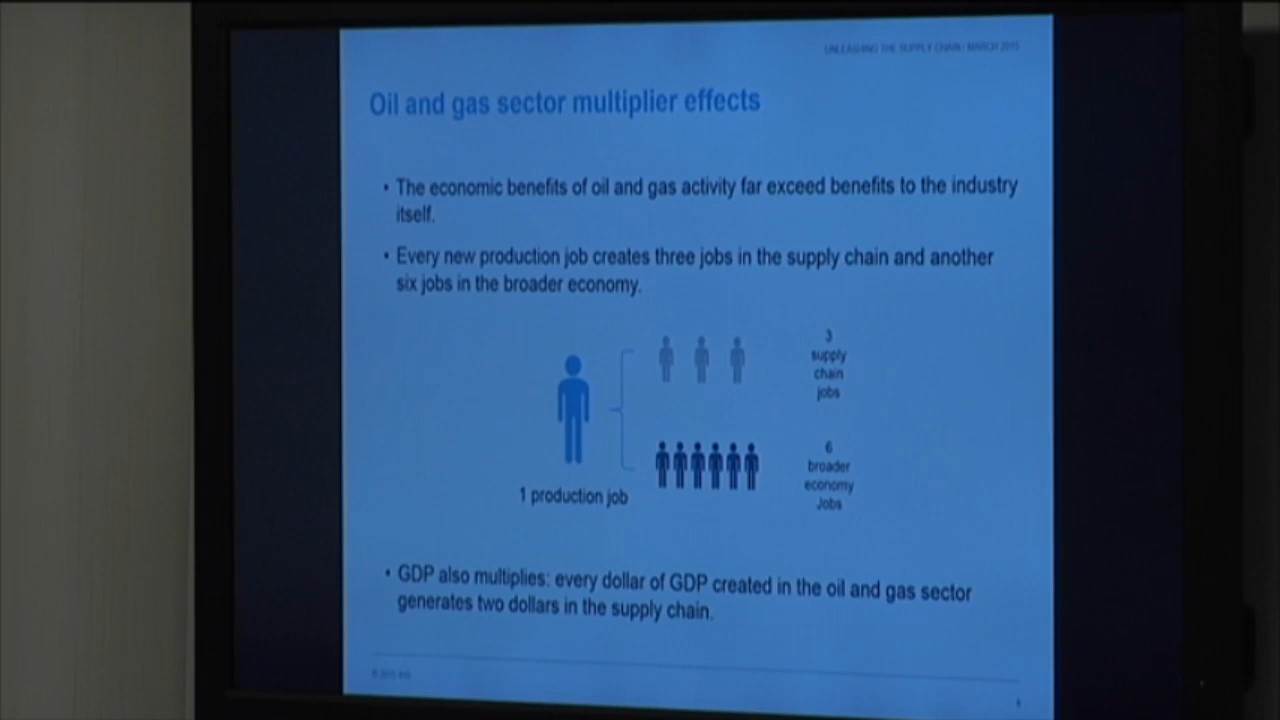 UNLEASHING THE SUPPLY CHAIN / MARCH 2015
Oil and gas sector multiplier effects
• The economic benefits of oil and gas activity far exceed benefits to the industry
itself.
• Every new production job creates three jobs in the supply chain and another
six jobs in the broader economy.
3
supply
chain
jobs
6
broader
economy
Jobs
1 production job
• GDP also multiplies: every dollar of GDP created in the oil and gas sector
generates two dollars in the supply chain.